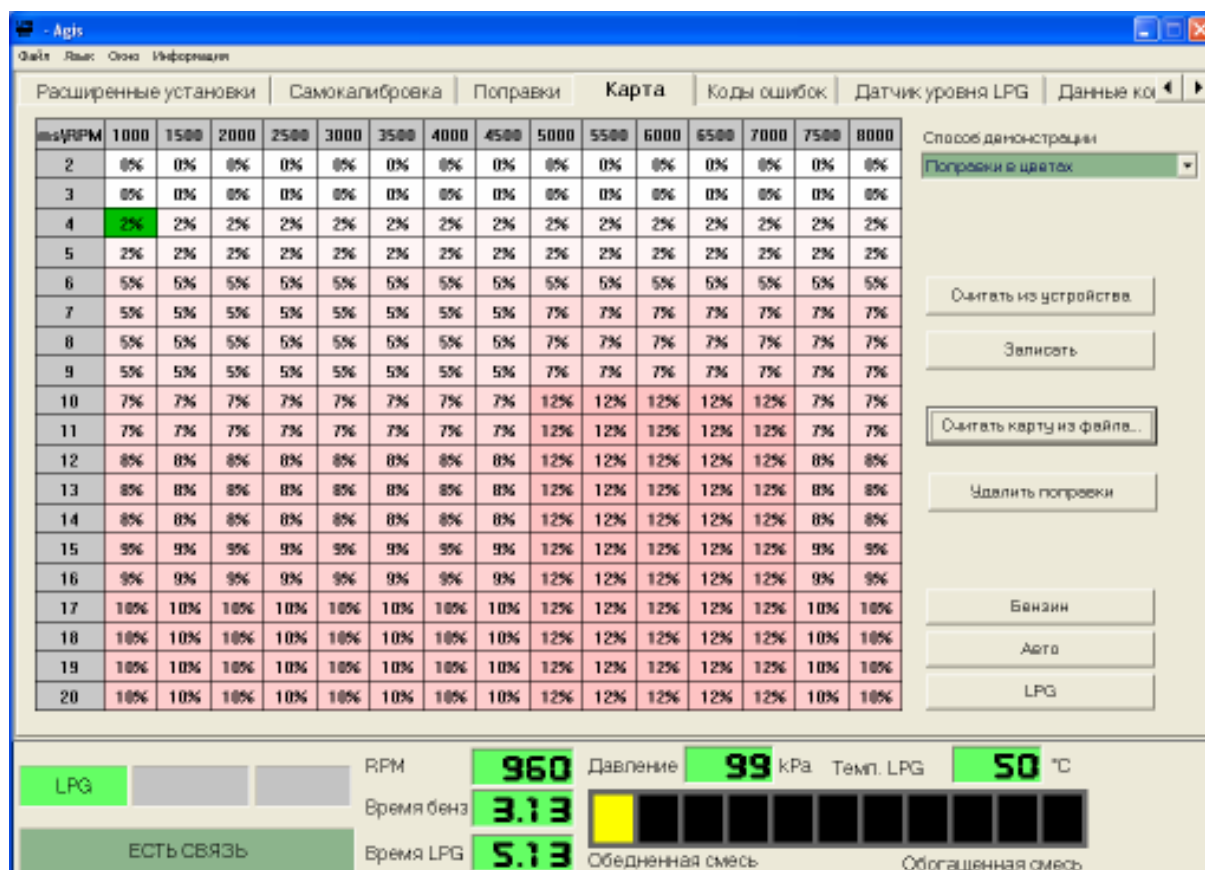 - Agis
Файл Язык Окно Информация
Расширенные установки Самокалибровка Поправки Карта Коды ошибок Датчик уровня LPG Данные ко
ms\RPM 1000 1500 2000 2500 3000 3500 4000 4500 5000 5500 6000 6500 7000 7500 8000
Способ демонстрации
2 0% 0% 0% 0% 0% 0% 0% 0% 0% 0% 0% 0% 0% 0% 0%
Поправки в цветах
3 0% 0% 0% 0% 0% 0% 0% 0% 0% 0% 0% 0% 0% 0% 0%
4 2% 2% 2% 2% 2% 2% 2% 2% 2% 2% 2% 2% 2% 2% 2%
5 2% 2% 2% 2% 2% 2% 2% 2% 2% 2% 2% 2% 2% 2% 2%
6 5% 5% 5% 5% 5% 5% 5% 5% 5% 5% 5% 5% 5% 5% 5%
Считать из устройства
7 5% 5% 5% 5% 5% 5% 5% 5% 7% 7% 7% 7% 7% 7% 7%
8 5% 5% 5% 5% 5% 5% 5% 5% 7% 7% 7% 7% 7% 7% 7%
Записать
9 5% 5% 5% 5% 5% 5% 5% 5% 7% 7% 7% 7% 7% 7% 7%
10 7% 7% 7% 7% 7% 7% 7% 7% 12% 12% 12% 12% 12% 7% 7%
11 7% 7% 7% 7% 7% 7% 7% 7% 12% 12% 12% 12% 12% 7% 7%
Считать карту из файла...
12 8% 8% 8% 8% 8% 8% 8% 8% 12% 12% 12% 12% 12% 8% 8%
13 8% 8% 8% 8% 8% 8% 8% 8% 12% 12% 12% 12% 12% 8% 8%
Удалить поправки
14 8% 8% 8% 8% 8% 8% 8% 8% 12% 12% 12% 12% 12% 8% 8%
15 9% 9% 9% 9% 9% 9% 9% 9% 12% 12% 12% 12% 12% 9% 9%
16 9% 9% 9% 9% 9% 9% 9% 9% 12% 12% 12% 12% 12% 9% 9%
17 10% 10% 10% 10% 10% 10% 10% 10% 12% 12% 12% 12% 12% 10% 10%
Бензин
18 10% 10% 10% 10% 10% 10% 10% 10% 12% 12% 12% 12% 12% 10% 10%
Авто
19 10% 10% 10% 10% 10% 10% 10% 10% 12% 12% 12% 12% 12% 10% 10%
20 10% 10% 10% 10% 10% 10% 10% 10% 12% 12% 12% 12% 12% 10% 10%
LPG
RPM 960 Давление 99 kPa Темп. LPG 50 °C
LPG
Время бенз 3.13
ЕСТЬ СВЯЗЬ
Время LPG 5.13
Обедненная смесь Обогащенная смесь